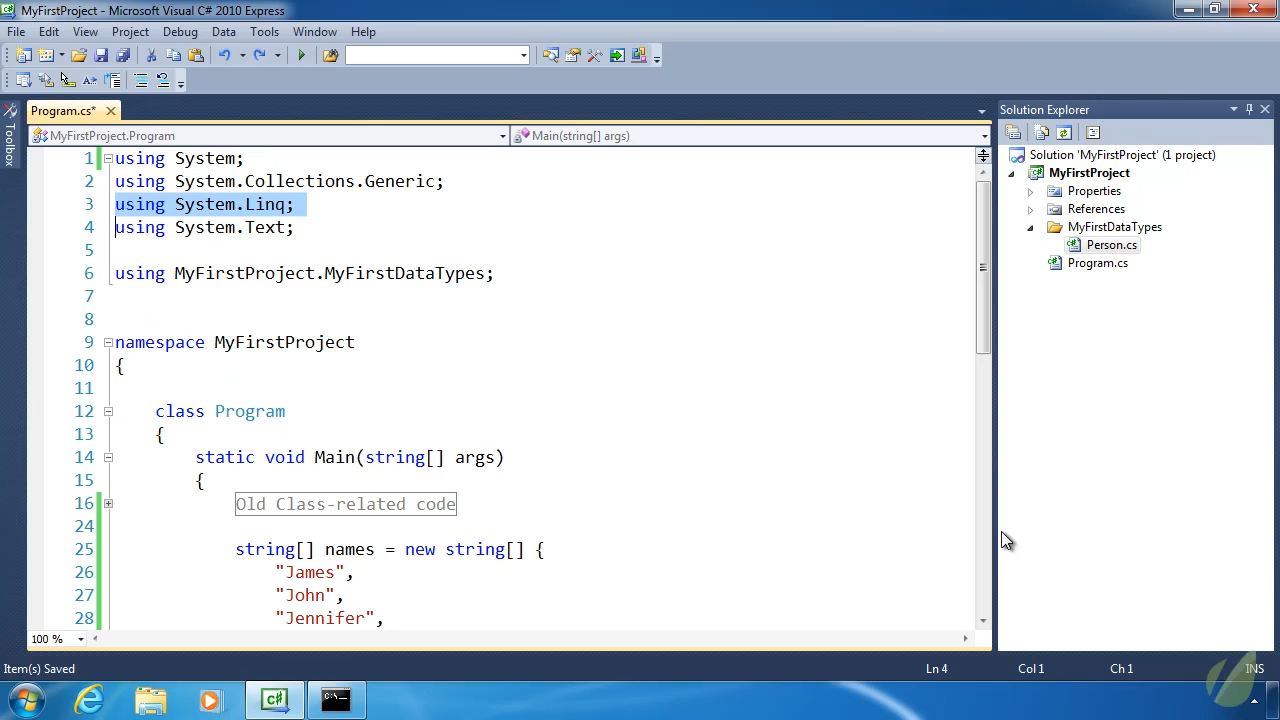 MyFirstProject - Microsoft Visual C# 2010 Express
File Edit View Project Debug Data Tools Window Help
Program.cs*
Solution Explorer
Toolbox
MyFirstProject.Program
Main(string[] args)
1 using System;
2 using System.Collections.Generic;
3 using System.Linq;
4 using System.Text;
5
6 using MyFirstProject.MyFirstDataTypes;
7
8
9 namespace MyFirstProject
10 {
11
12 class Program
13 {
14 static void Main(string[] args)
15 {
16 Old Class-related code
24
25 string[] names = new string[] {
26 "James",
27 "John",
28 "Jennifer",
Solution 'MyFirstProject' (1 project)
MyFirstProject
Properties
References
MyFirstDataTypes
Person.cs
Program.cs
100 %
Item(s) Saved
Ln 4
Col 1
Ch 1
INS
C#
C:\